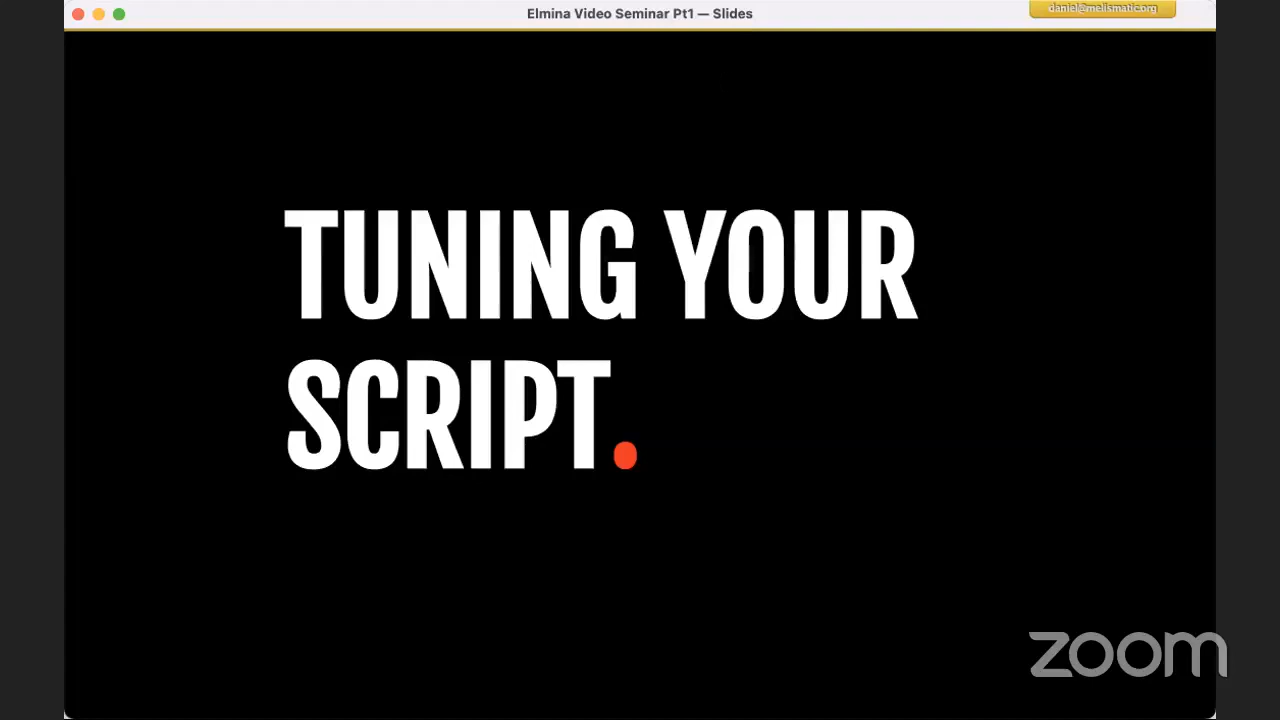 Elmina Video Seminar Pt1 — Slides
daniel@melismatic.org
TUNING YOUR
SCRIPT.
zoom